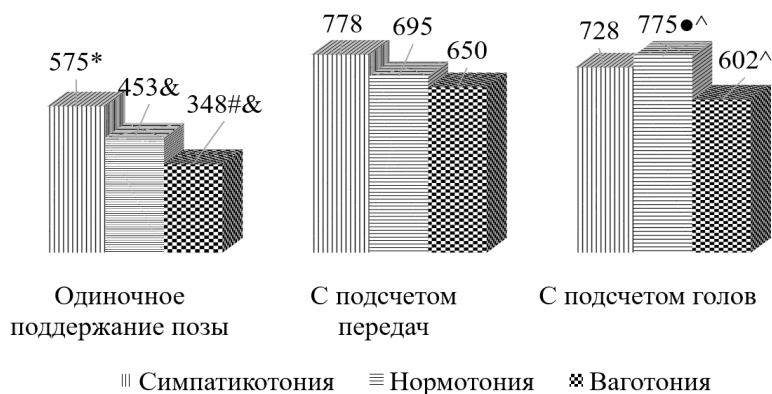 575*
453&
348#&
778
695
650
728
775●^
602^
Одиночное
поддержание позы
С подсчетом
передач
С подсчетом голов
Симпатикотония
Нормотония
Ваготония